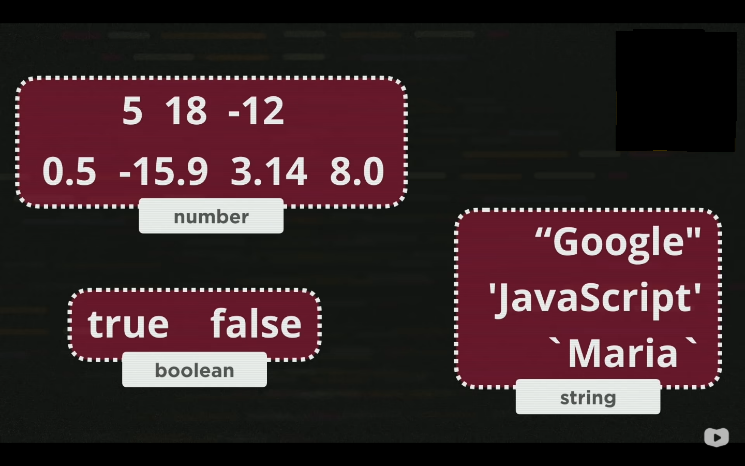 5 18 -12
0.5 -15.9 3.14 8.0
number
true false
boolean
“Google"
'JavaScript'
`Maria`
string